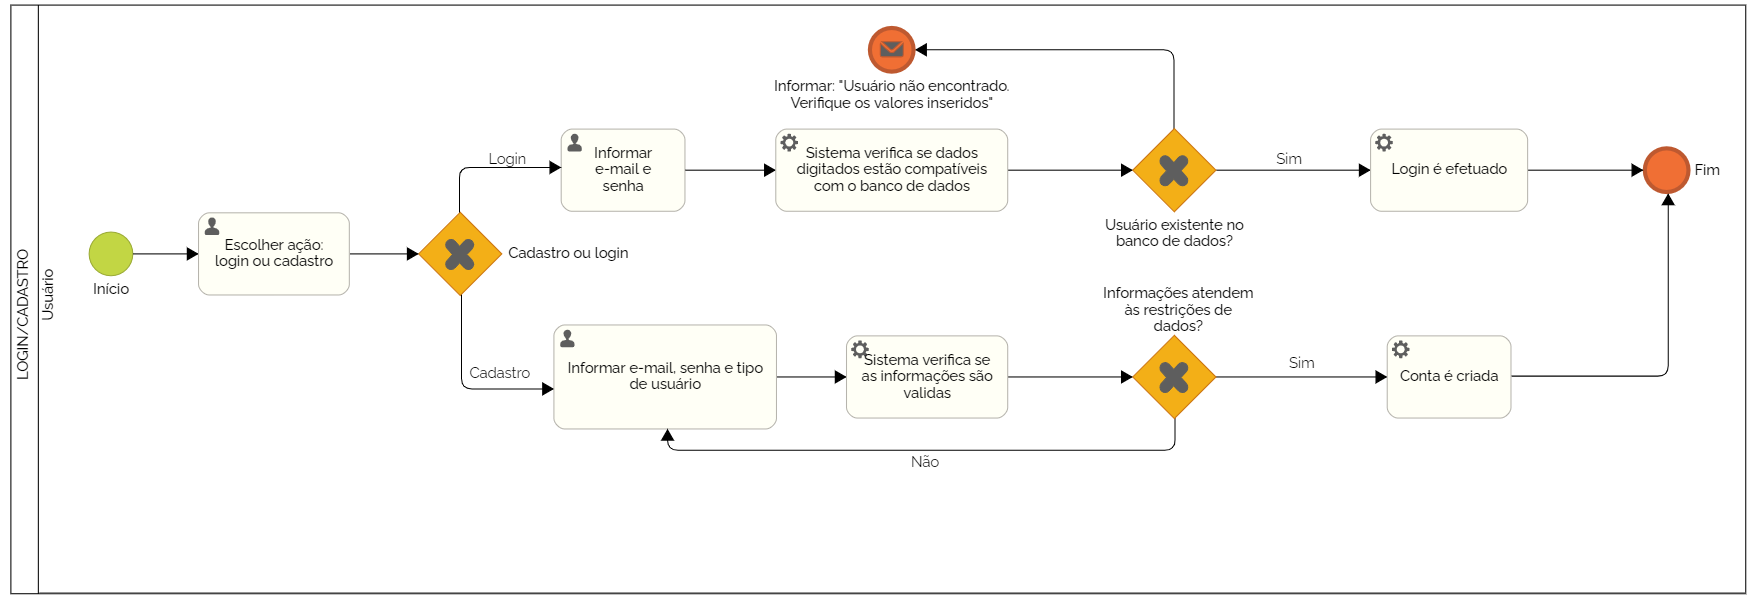 LOGIN/CADASTRO
Usuário
Início
Escolher ação:
login ou cadastro
Cadastro ou login
Login
Informar
e-mail e
senha
Sistema verifica se dados
digitados estão compatíveis
com o banco de dados
Informar: "Usuário não encontrado.
Verifique os valores inseridos"
Usuário existente no
banco de dados?
Sim
Login é efetuado
Fim
Cadastro
Informar e-mail, senha e tipo
de usuário
Sistema verifica se
as informações são
validas
Informações atendem
às restrições de
dados?
Sim
Conta é criada
Não